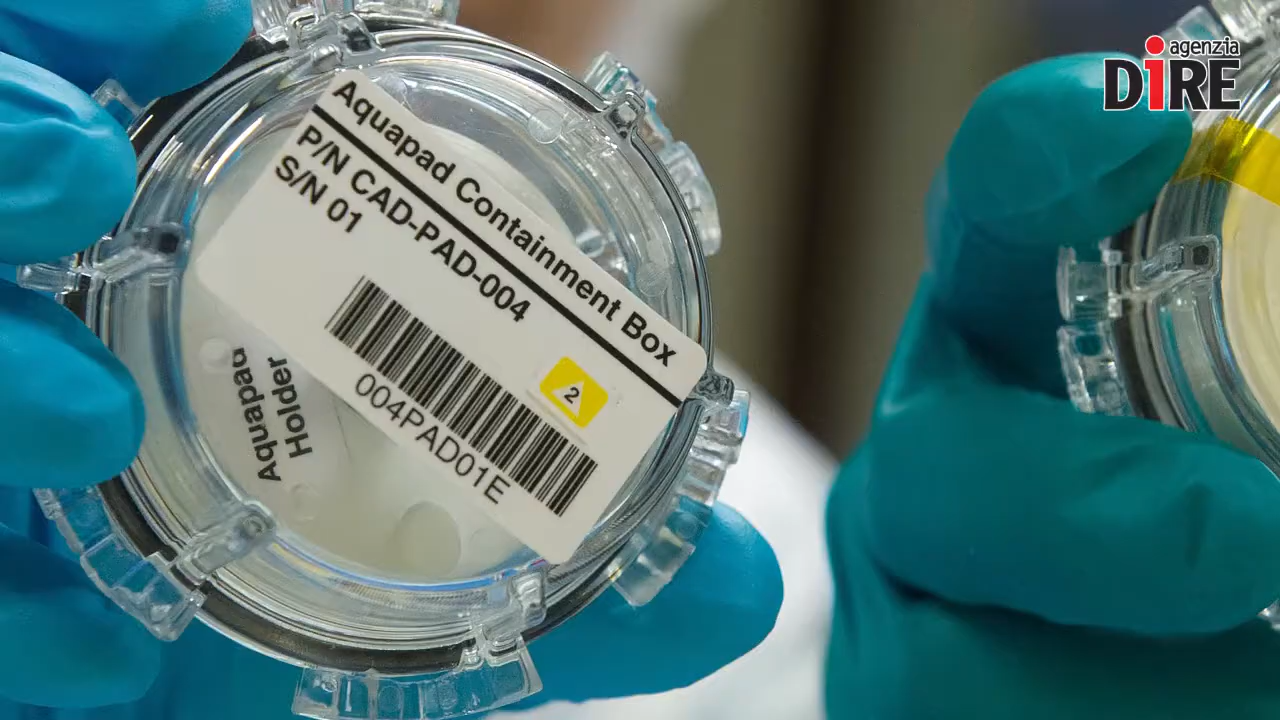 agenzia
DiRE
Aquapad Containment Box
P/N CAD-PAD-004
S/N 01
2
004PAD01E
Aquapad
Holder